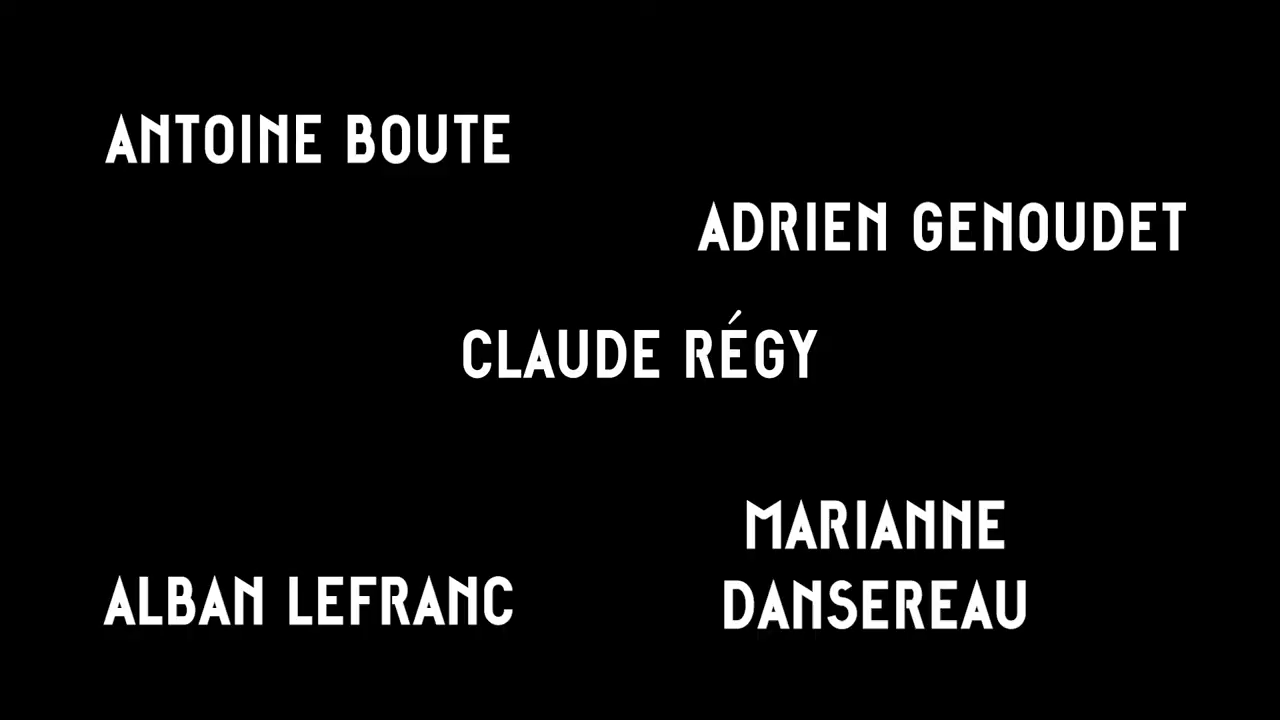 ANTOINE BOUTE
ADRIEN GENOUDET
CLAUDE RÉGY
ALBAN LEFRANC
MARIANNE
DANSEREAU